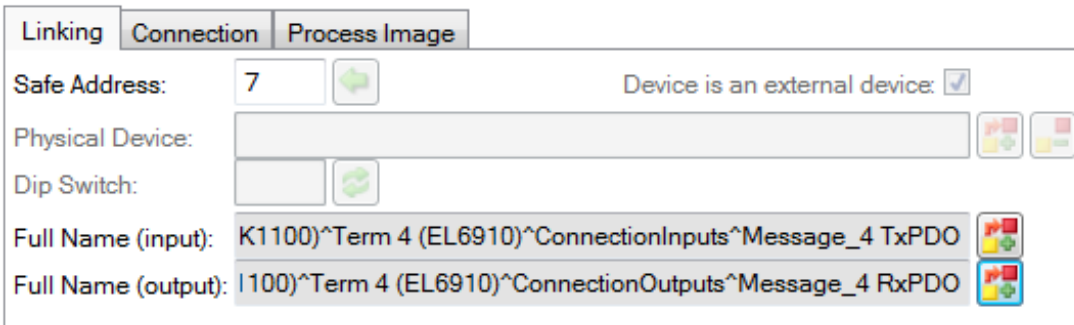 Linking Connection Process Image
Safe Address: 7 Device is an external device:
Physical Device:
Dip Switch:
Full Name (input): K1100)^Term 4 (EL6910)^ConnectionInputs^Message_4 TxPDO
Full Name (output): 1100)^Term 4 (EL6910)^ConnectionOutputs^Message_4 RxPDO